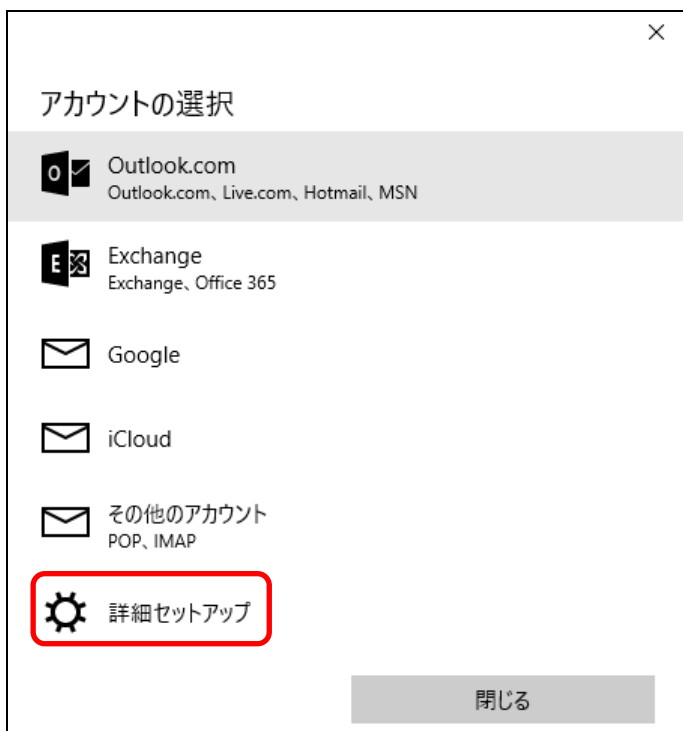 アカウントの選択
Outlook.com
Outlook.com、Live.com、Hotmail、MSN
Exchange
Exchange、Office 365
Google
iCloud
その他のアカウント
POP、IMAP
詳細セットアップ
閉じる